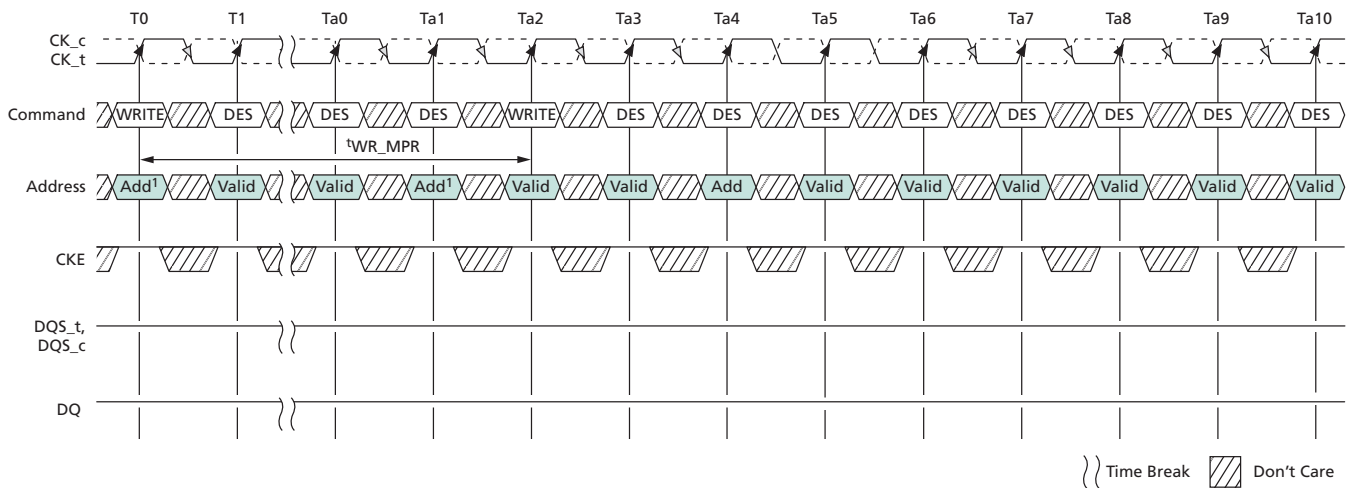 T0 T1 Ta0 Ta1 Ta2 Ta3 Ta4 Ta5 Ta6 Ta7 Ta8 Ta9 Ta10
CK_c
CK_t
Command WRITE DES DES DES WRITE DES DES DES DES DES DES DES DES
tWR_MPR
Address Add1 Valid Valid Add1 Valid Valid Add Valid Valid Valid Valid Valid Valid
CKE
DQS_t,
DQS_c
DQ
Time Break Don't Care